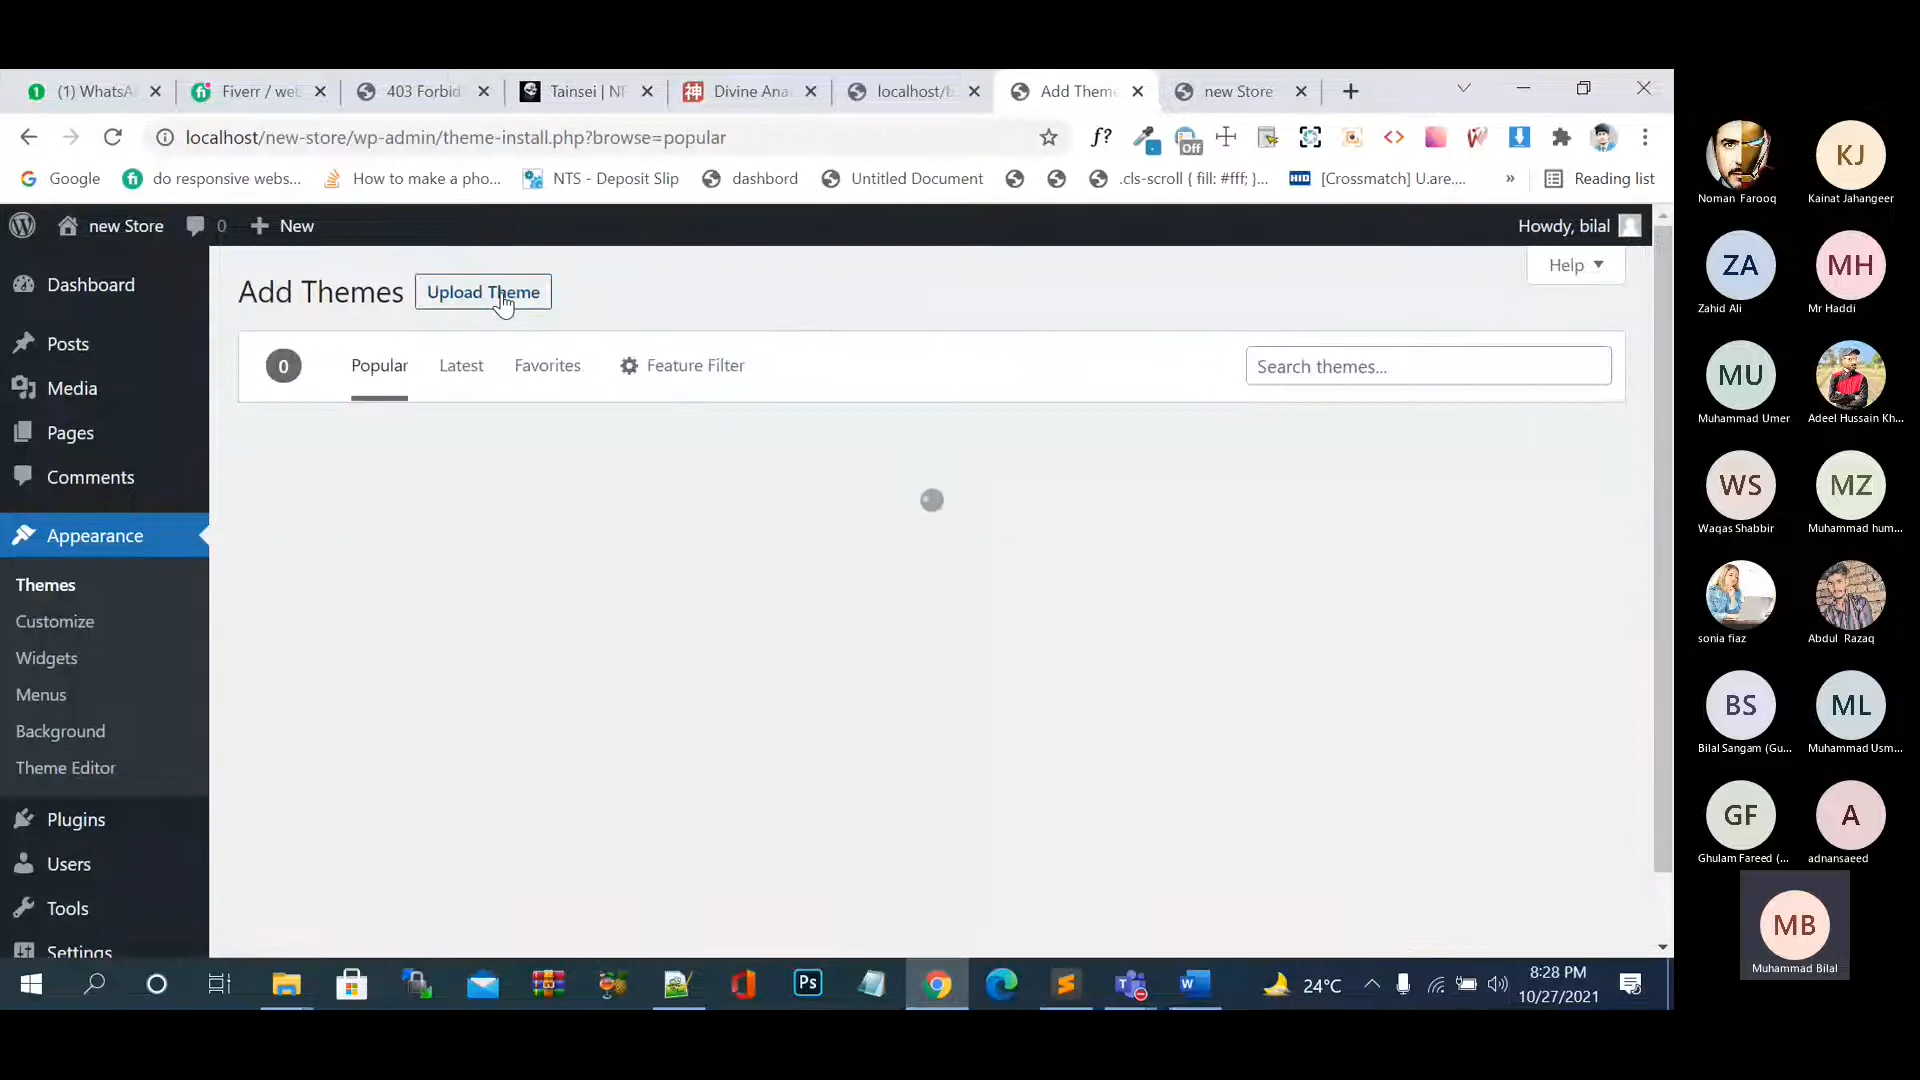 (1) WhatsA
Fiverr / web
403 Forbid
Tainsei | NF
Divine Ana
localhost/b
Add Theme
new Store
localhost/new-store/wp-admin/theme-install.php?browse=popular
f?
Off
Google
do responsive webs...
How to make a pho...
NTS - Deposit Slip
dashbord
Untitled Document
.cls-scroll { fill: #fff; }...
HID
[Crossmatch] U.are....
»
Reading list
new Store
0
New
Howdy, bilal
Dashboard
Posts
Media
Pages
Comments
Appearance
Themes
Customize
Widgets
Menus
Background
Theme Editor
Plugins
Users
Tools
Settings
Help
Add Themes
Upload Theme
0
Popular
Latest
Favorites
Feature Filter
Search themes...
Ps
24°C
8:28 PM
10/27/2021
Noman Farooq
KJ
Kainat Jahangeer
ZA
Zahid Ali
MH
Mr Haddi
MU
Muhammad Umer
Adeel Hussain Kh...
WS
Waqas Shabbir
MZ
Muhammad hum...
sonia fiaz
Abdul Razaq
BS
Bilal Sangam (Gu...
ML
Muhammad Usm...
GF
Ghulam Fareed (...
A
adnansaeed
MB
Muhammad Bilal